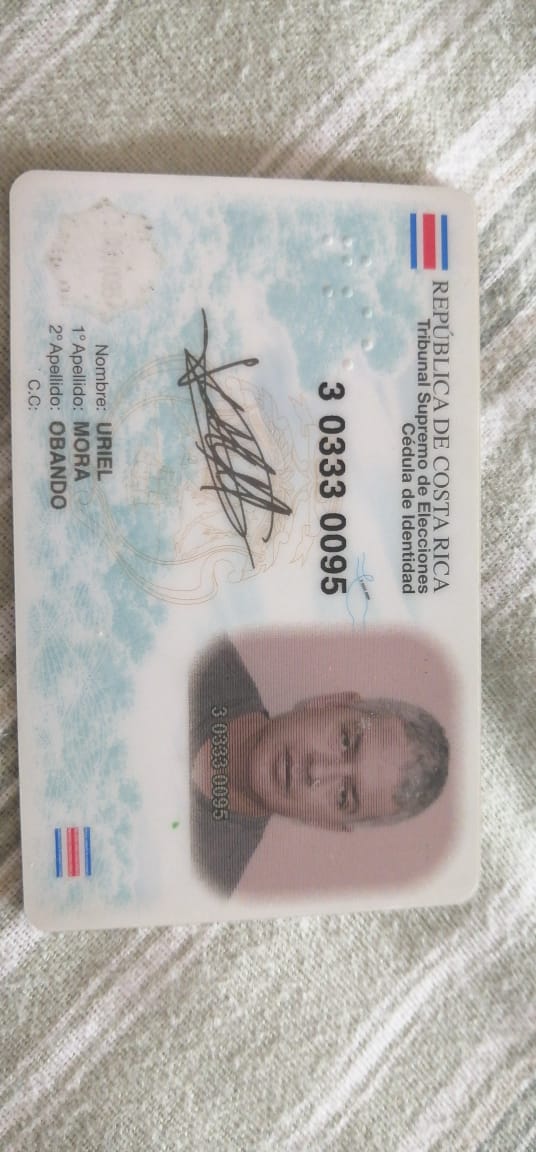 REPÚBLICA DE COSTA RICA
Tribunal Supremo de Elecciones
Cédula de Identidad
3 0333 0095
3 0333 0095
Nombre: URIEL
1° Apellido: MORA
2° Apellido: OBANDO
C.C: